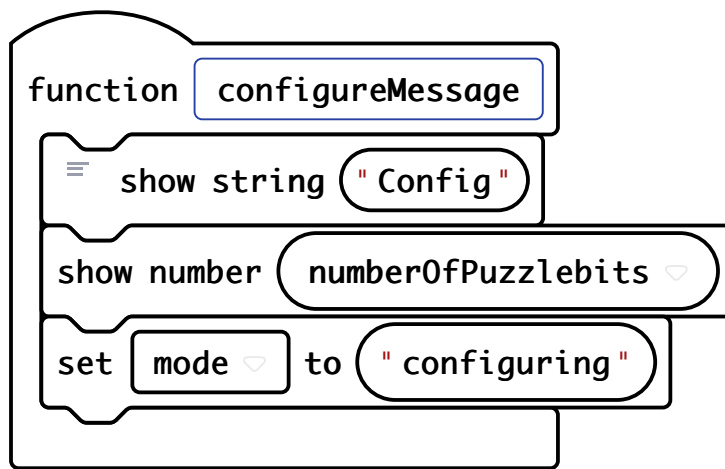 function configureMessage
show string "Config"
show number numberOfPuzzlebits
set mode to "configuring"